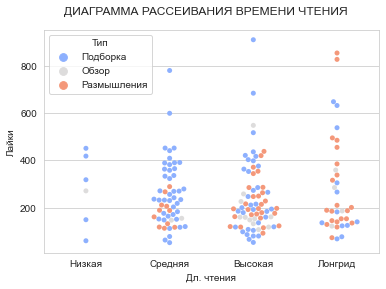 ДИАГРАММА РАССЕИВАНИЯ ВРЕМЕНИ ЧТЕНИЯ
Тип
Подборка
Обзор
Размышления
Лайки
800
600
400
200
Низкая
Средняя
Высокая
Лонгрид
Дл. чтения